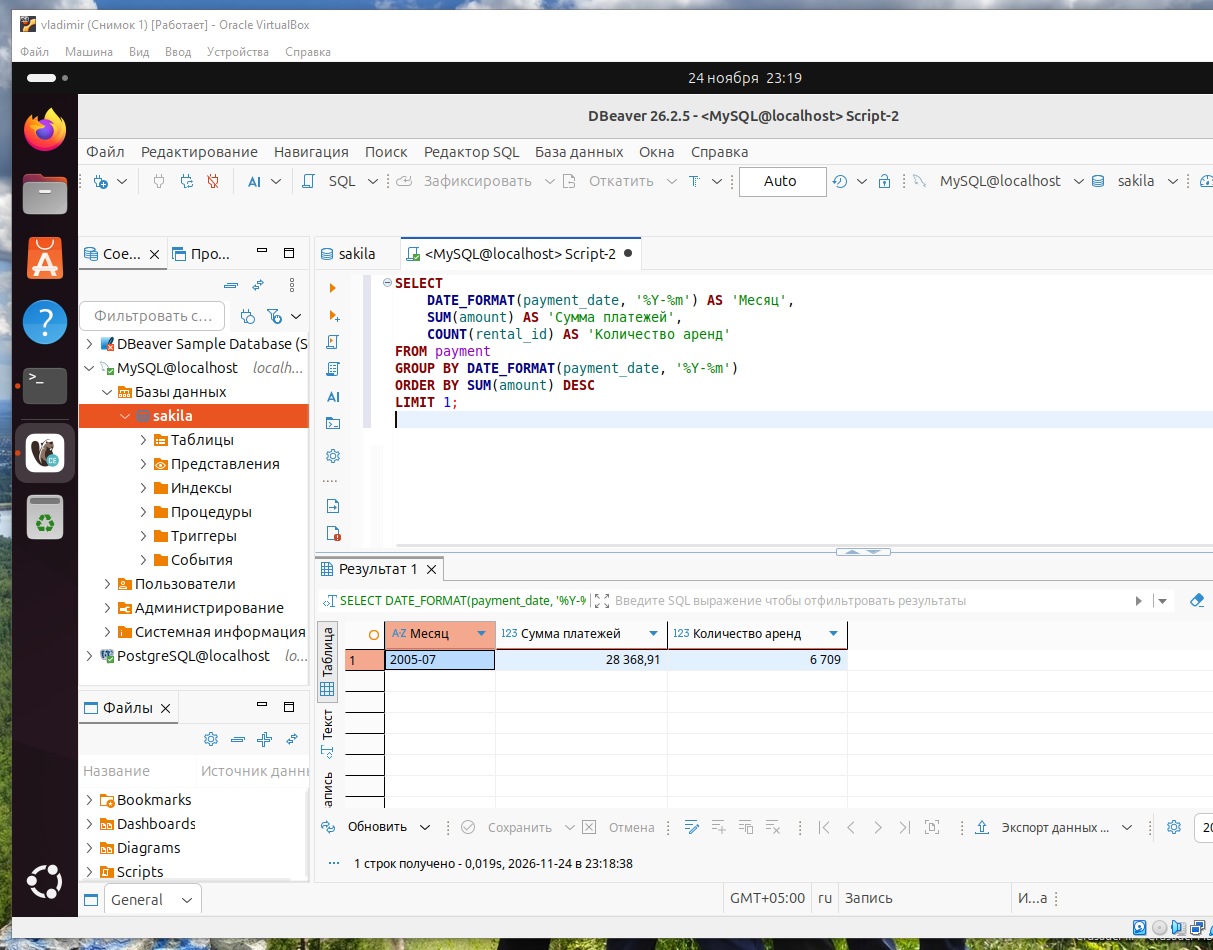 vladimir (Снимок 1) [Работает] - Oracle VirtualBox
Файл Машина Вид Ввод Устройства Справка
24 ноября 23:19
DBeaver 26.2.5 - <MySQL@localhost> Script-2
Файл Редактирование Навигация Поиск Редактор SQL База данных Окна Справка
AI SQL Зафиксировать Откатить T Auto MySQL@localhost sakila
Сое... Про... sakila <MySQL@localhost> Script-2
Фильтровать с...
DBeaver Sample Database (S
MySQL@localhost localh...
Базы данных
sakila
Таблицы
Представления
Индексы
Процедуры
Триггеры
События
Пользователи
Администрирование
Системная информация
PostgreSQL@localhost lo...
AI
SELECT
DATE_FORMAT(payment_date, '%Y-%m') AS 'Месяц',
SUM(amount) AS 'Сумма платежей',
COUNT(rental_id) AS 'Количество аренд'
FROM payment
GROUP BY DATE_FORMAT(payment_date, '%Y-%m')
ORDER BY SUM(amount) DESC
LIMIT 1;
Результат 1
SELECT DATE_FORMAT(payment_date, '%Y-% Введите SQL выражение чтобы отфильтровать результаты
Таблица
Текст
апись
A-Z Месяц 123 Сумма платежей 123 Количество аренд
1 2005-07 28 368,91 6 709
Файлы
Название Источник данн
Bookmarks
Dashboards
Diagrams
Scripts
Обновить Сохранить Отмена Экспорт данных ... 20
1 строк получено - 0,019s, 2026-11-24 в 23:18:38
General GMT+05:00 ru Запись И...а